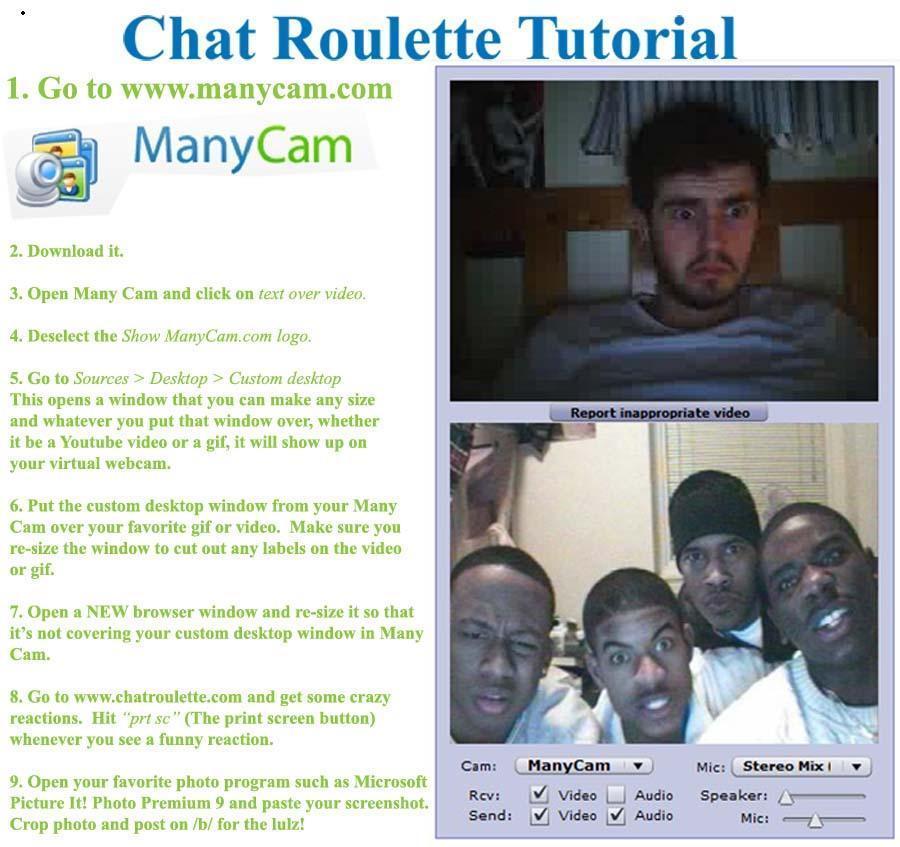 Chat Roulette Tutorial
1. Go to www.manycam.com
ManyCam
2. Download it.
3. Open Many Cam and click on text over video.
4. Deselect the Show ManyCam.com logo.
5. Go to Sources > Desktop > Custom desktop
This opens a window that you can make any size
and whatever you put that window over, whether
it be a Youtube video or a gif, it will show up on
your virtual webcam.
6. Put the custom desktop window from your Many
Cam over your favorite gif or video.  Make sure you
re-size the window to cut out any labels on the video
or gif.
7. Open a NEW browser window and re-size it so that
it’s not covering your custom desktop window in Many
Cam.
8. Go to www.chatroulette.com and get some crazy
reactions.  Hit “prt sc” (The print screen button)
whenever you see a funny reaction.
9. Open your favorite photo program such as Microsoft
Picture It! Photo Premium 9 and paste your screenshot.
Crop photo and post on /b/ for the lulz!
Report inappropriate video
Cam: ManyCam Mic: Stereo Mix (
Rcv: Video Audio Speaker:
Send: Video Audio Mic: